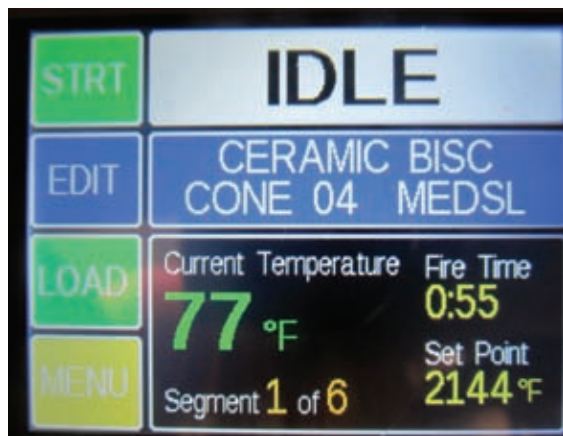 STRT
IDLE
EDIT
CERAMIC BISC
CONE 04 MEDSL
LOAD
Current Temperature
77 °F
Fire Time
0:55
MENU
Segment 1 of 6
Set Point
2144 °F